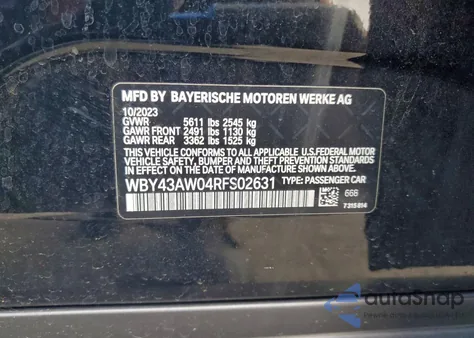 MFD BY BAYERISCHE MOTOREN WERKE AG
10/2023
GVWR 5611 lbs 2545 kg
GAWR FRONT 2491 lbs 1130 kg
GAWR REAR 3362 lbs 1525 kg
THIS VEHICLE CONFORMS TO ALL APPLICABLE U.S.FEDERAL MOTOR
VEHICLE SAFETY, BUMPER AND THEFT PREVENTION STANDARDS IN
EFFECT ON THE DATE OF MANUFACTURE SHOWN ABOVE.
WBY43AW04RFS02631 TYPE: PASSENGER CAR
668
7315814
autoSnap